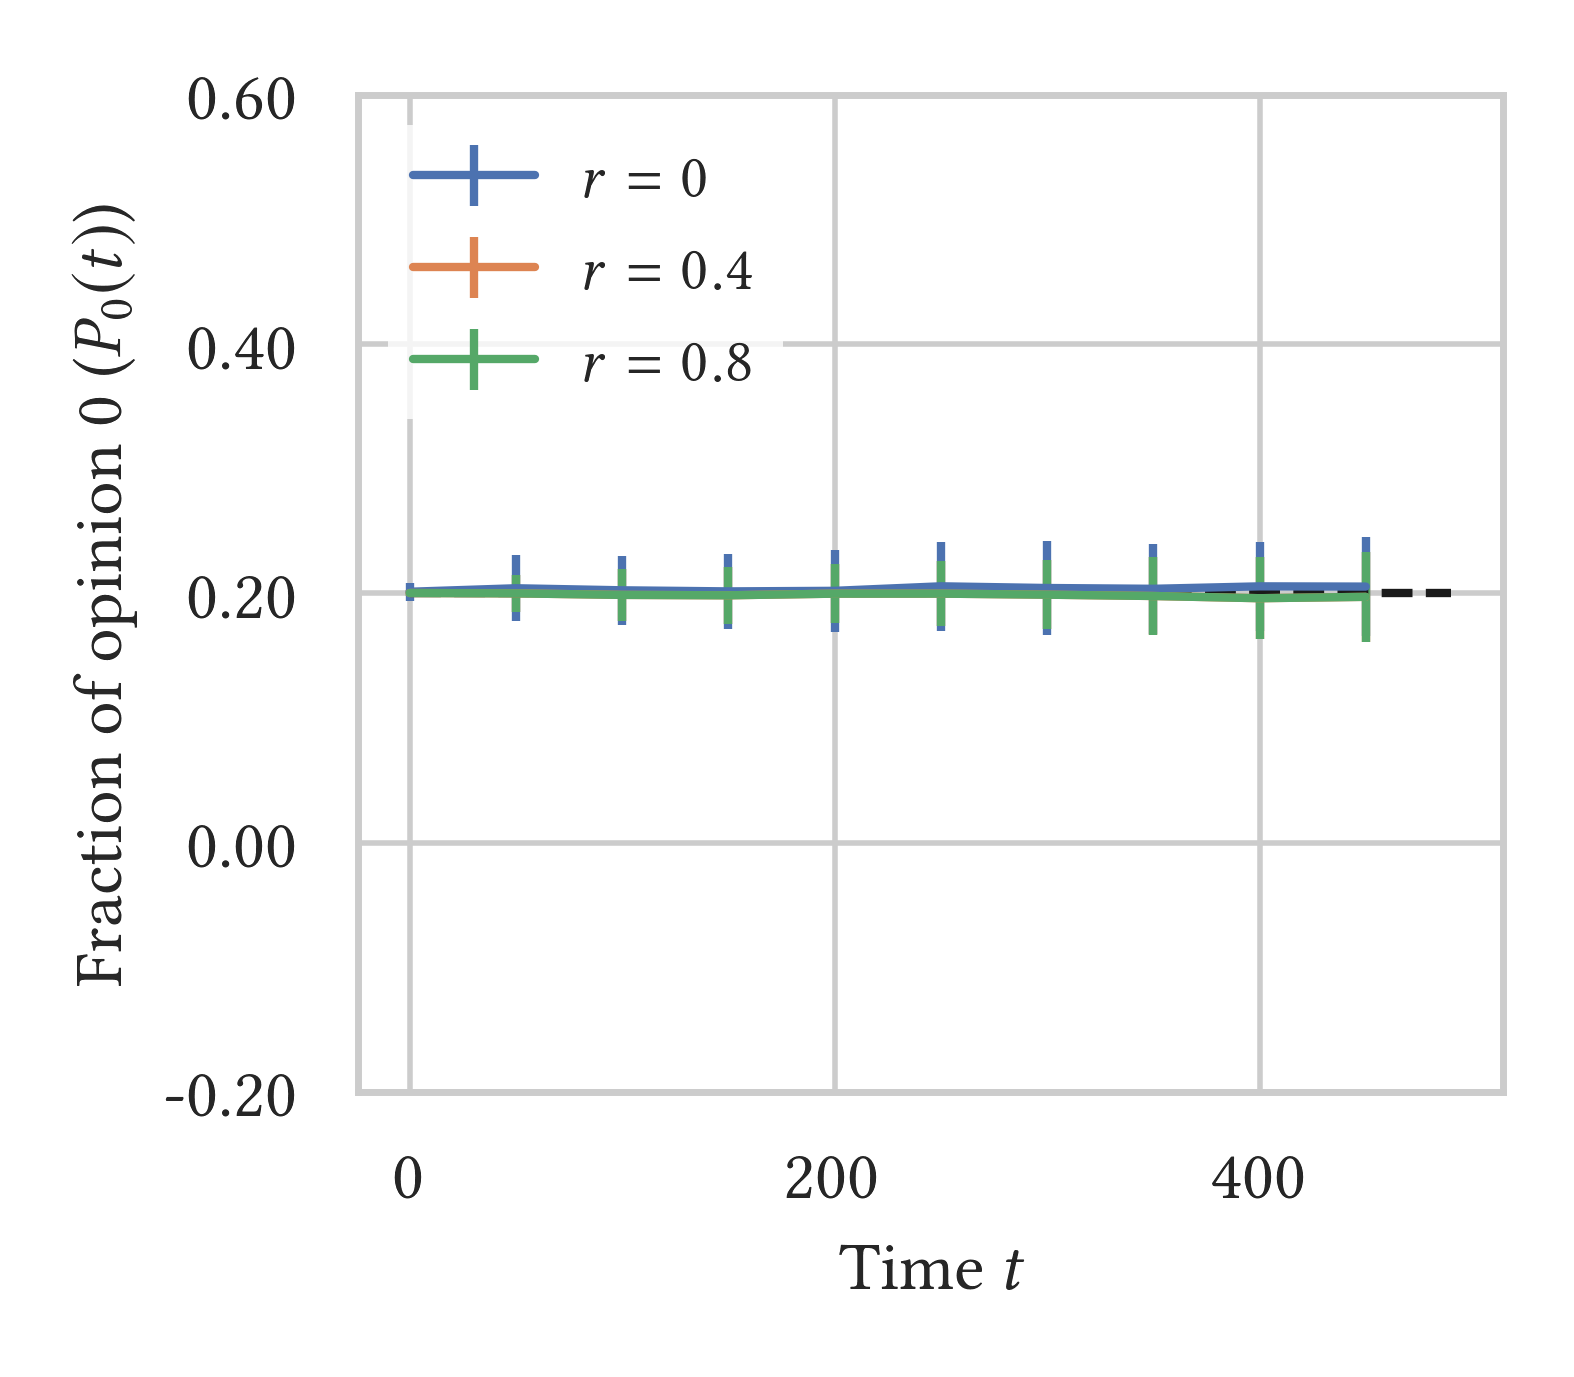 Fraction of opinion 0 (P₀(t))
0.60
0.40
0.20
0.00
-0.20
r = 0
r = 0.4
r = 0.8
0 200 400
Time t